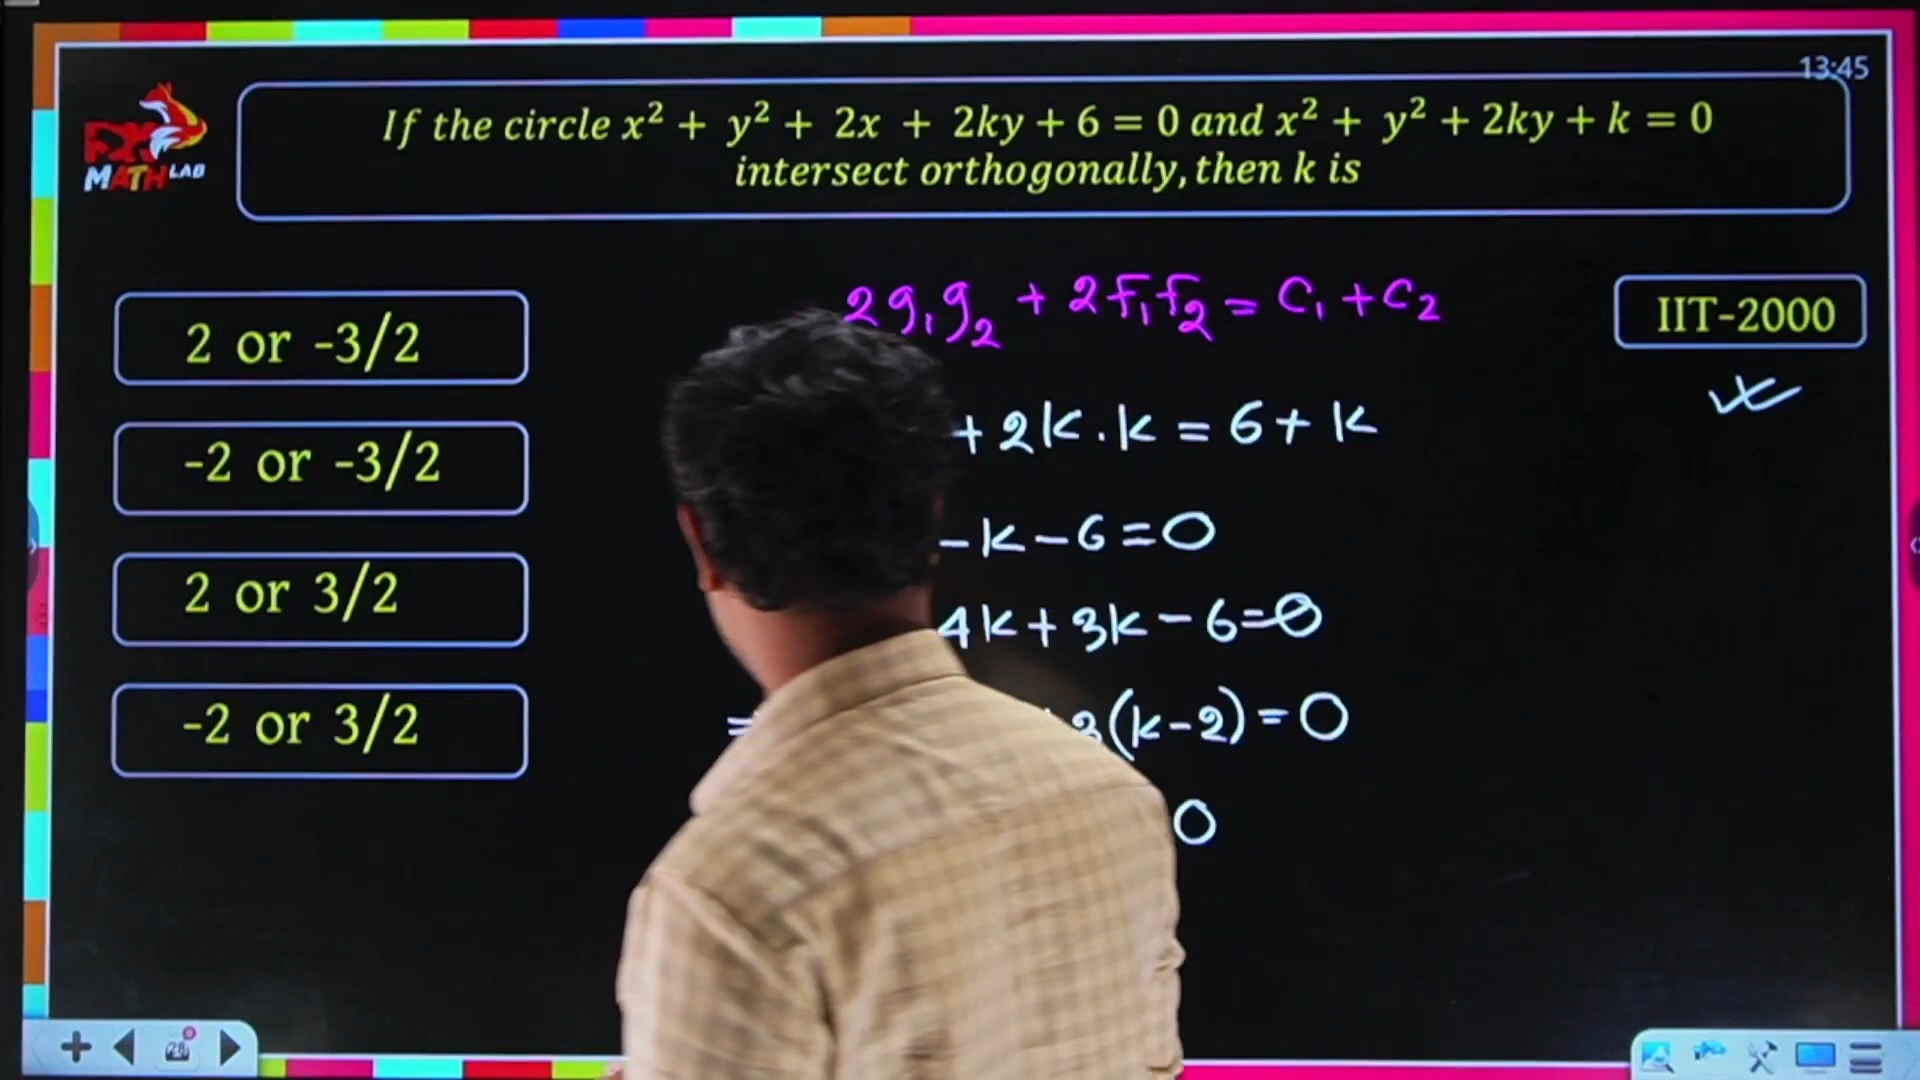 13:45
MATH LAB
If the circle x² + y² + 2x + 2ky + 6 = 0 and x² + y² + 2ky + k = 0
intersect orthogonally, then k is
2g₁g₂ + 2f₁f₂ = C₁ + C₂
IIT-2000
2 or -3/2
+ 2k.k = 6 + k
-2 or -3/2
-k-6=0
2 or 3/2
4k + 3k - 6 = 0
-2 or 3/2
(k-2) = 0
0
28